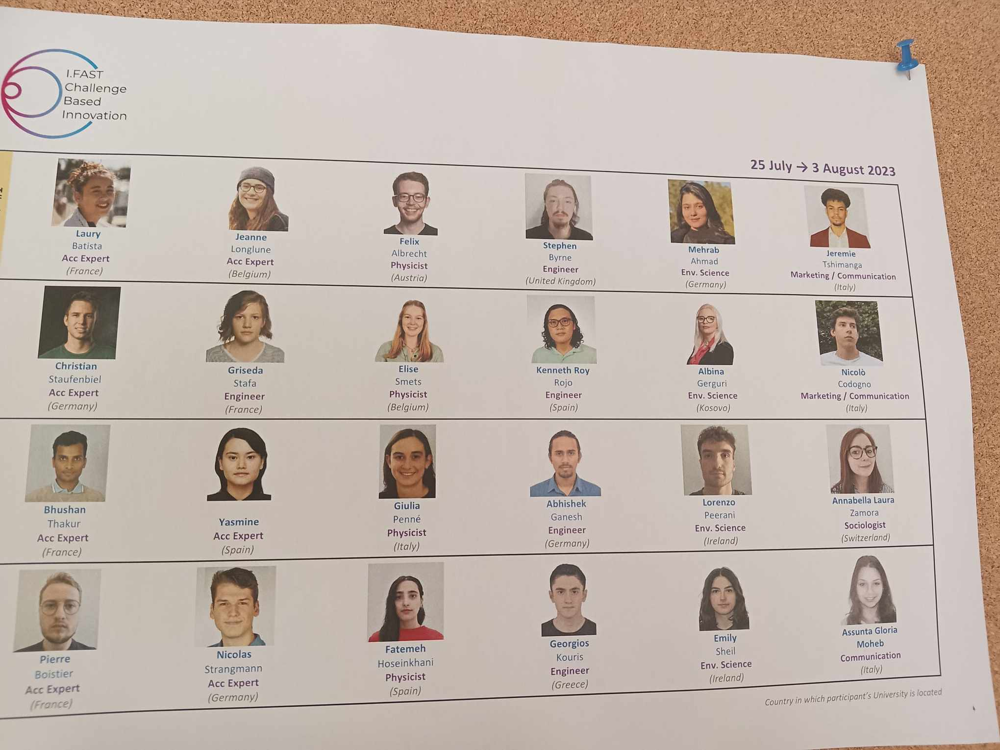 I.FAST
Challenge
Based
Innovation
25 July → 3 August 2023
Laury
Batista
Acc Expert
(France)
Jeanne
Longlune
Acc Expert
(Belgium)
Felix
Albrecht
Physicist
(Austria)
Stephen
Byrne
Engineer
(United Kingdom)
Mehrab
Ahmad
Env. Science
(Germany)
Jeremie
Tshimanga
Marketing / Communication
(Italy)
Christian
Staufenbiel
Acc Expert
(Germany)
Griseda
Stafa
Engineer
(France)
Elise
Smets
Physicist
(Belgium)
Kenneth Roy
Rojo
Engineer
(Spain)
Albina
Gerguri
Env. Science
(Kosovo)
Nicolò
Codogno
Marketing / Communication
(Italy)
Bhushan
Thakur
Acc Expert
(France)
Yasmine
Acc Expert
(Spain)
Giulia
Penné
Physicist
(Italy)
Abhishek
Ganesh
Engineer
(Germany)
Lorenzo
Peerani
Env. Science
(Ireland)
Annabella Laura
Zamora
Sociologist
(Switzerland)
Pierre
Boistier
Acc Expert
(France)
Nicolas
Strangmann
Acc Expert
(Germany)
Fatemeh
Hoseinkhani
Physicist
(Spain)
Georgios
Kouris
Engineer
(Greece)
Emily
Sheil
Env. Science
(Ireland)
Assunta Gloria
Moheb
Communication
(Italy)
Country in which participant's University is located